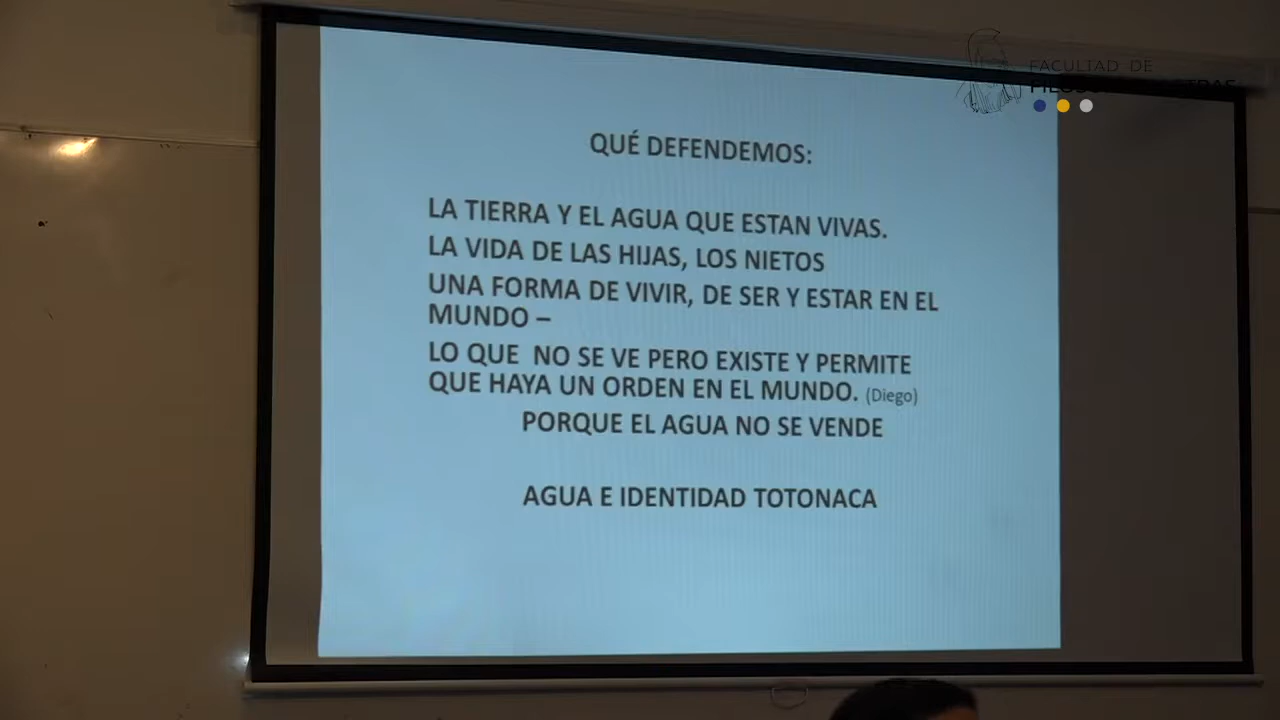 FACULTAD DE
QUÉ DEFENDEMOS:
LA TIERRA Y EL AGUA QUE ESTAN VIVAS.
LA VIDA DE LAS HIJAS, LOS NIETOS
UNA FORMA DE VIVIR, DE SER Y ESTAR EN EL
MUNDO –
LO QUE NO SE VE PERO EXISTE Y PERMITE
QUE HAYA UN ORDEN EN EL MUNDO. (Diego)
PORQUE EL AGUA NO SE VENDE
AGUA E IDENTIDAD TOTONACA